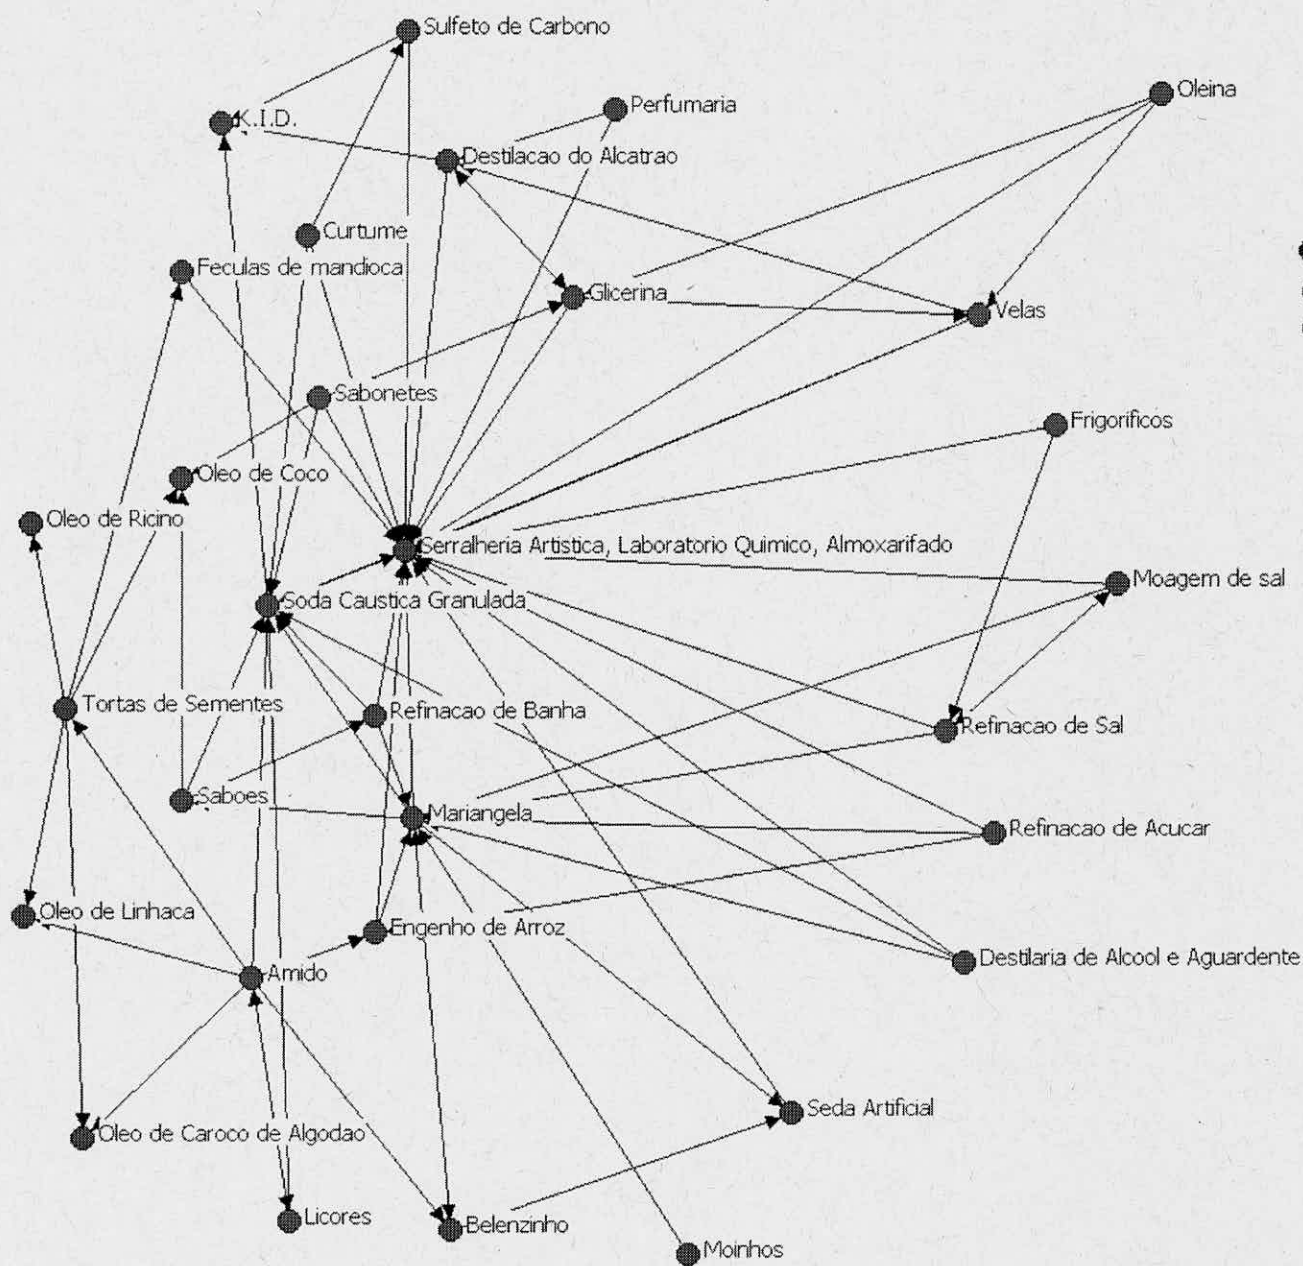 Sulfeto de Carbono
Oleina
Perfumaria
K.I.D.
Destilacao do Alcatrao
Curtume
Feculas de mandioca
Glicerina
Velas
Sabonetes
Frigorificos
Oleo de Coco
Oleo de Ricino
Serralheria Artistica, Laboratorio Quimico, Almoxarifado
Moagem de sal
Soda Caustica Granulada
Tortas de Sementes
Refinacao de Banha
Refinacao de Sal
Saboes
Mariangela
Refinacao de Acucar
Oleo de Linhaca
Engenho de Arroz
Destilaria de Alcool e Aguardente
Amido
Seda Artificial
Oleo de Caroco de Algodao
Licores
Belenzinho
Moinhos